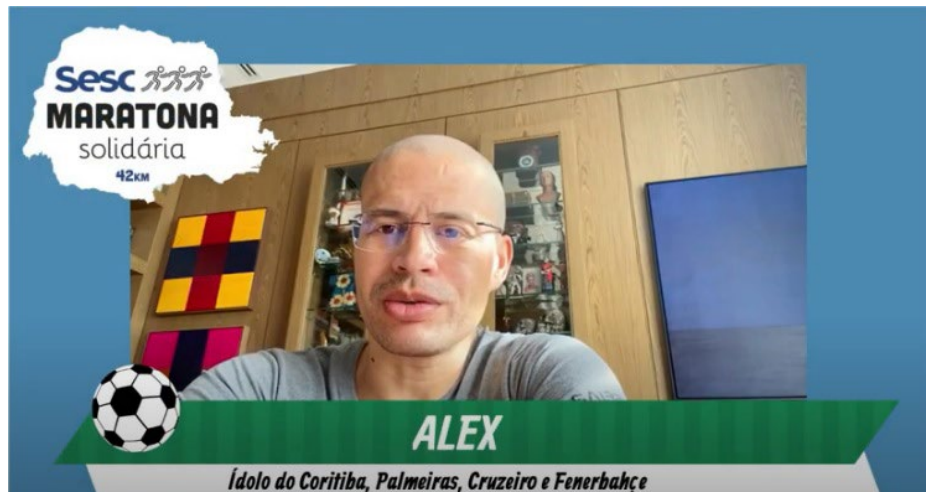 Sesc
MARATONA
solidária
42KM
ALEX
Ídolo do Coritiba, Palmeiras, Cruzeiro e Fenerbahçe